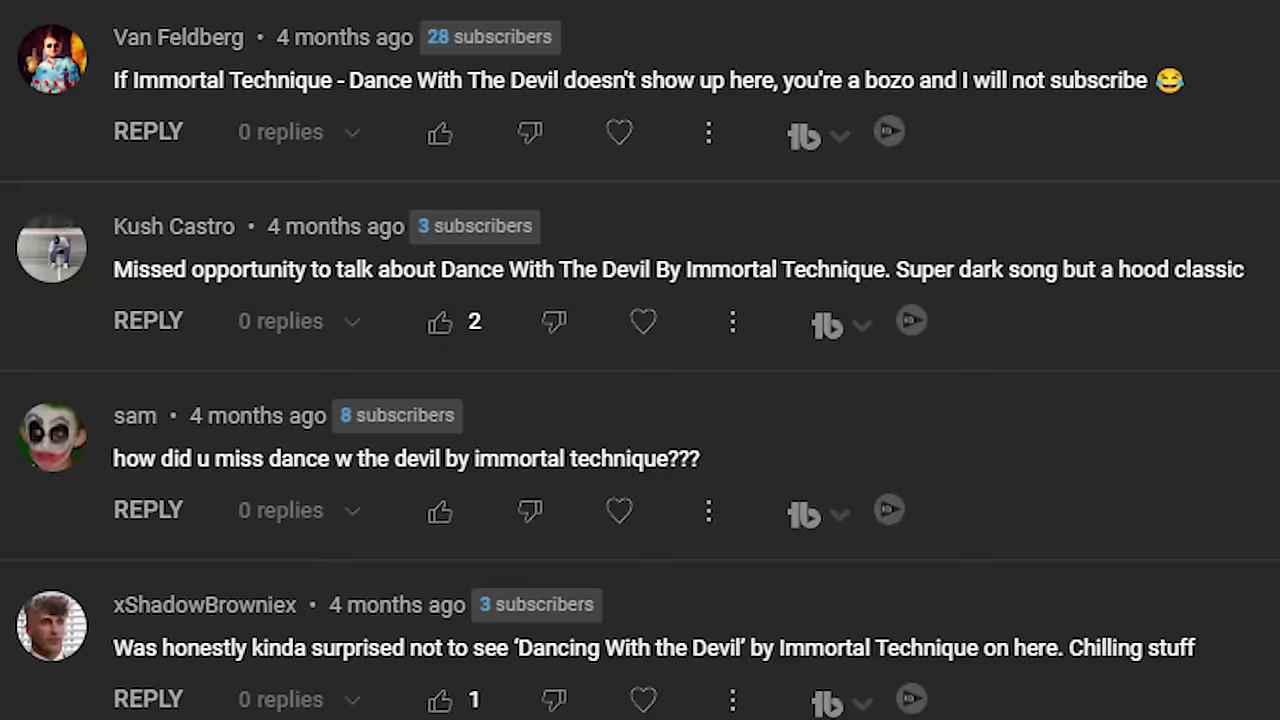 Van Feldberg • 4 months ago 28 subscribers
If Immortal Technique - Dance With The Devil doesn't show up here, you're a bozo and I will not subscribe 😂
REPLY 0 replies
Kush Castro • 4 months ago 3 subscribers
Missed opportunity to talk about Dance With The Devil By Immortal Technique. Super dark song but a hood classic
REPLY 0 replies 2
sam • 4 months ago 8 subscribers
how did u miss dance w the devil by immortal technique???
REPLY 0 replies
xShadowBrowniex • 4 months ago 3 subscribers
Was honestly kinda surprised not to see ‘Dancing With the Devil’ by Immortal Technique on here. Chilling stuff
REPLY 0 replies 1